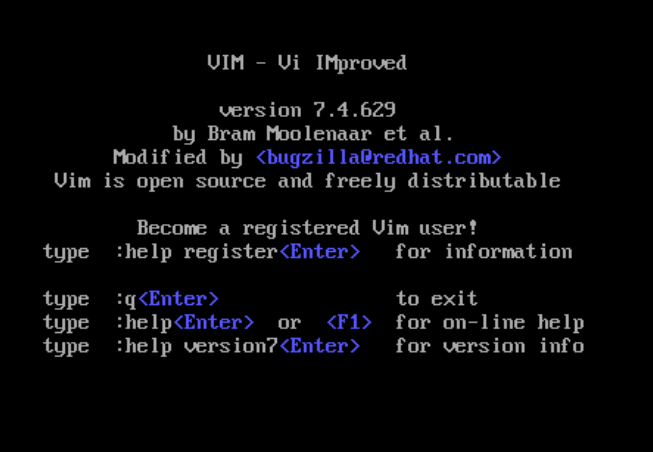 VIM - Vi IMproved
version 7.4.629
by Bram Moolenaar et al.
Modified by <bugzilla@redhat.com>
Vim is open source and freely distributable
Become a registered Vim user!
type :help register<Enter> for information
type :q<Enter> to exit
type :help<Enter> or <F1> for on-line help
type :help version7<Enter> for version info